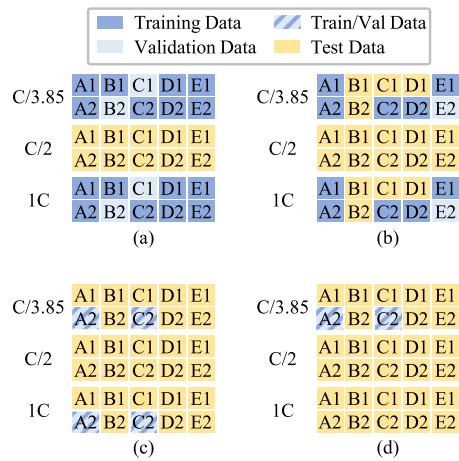 Training Data Train/Val Data
Validation Data Test Data
C/3.85 A1 B1 C1 D1 E1
A2 B2 C2 D2 E2
C/2 A1 B1 C1 D1 E1
A2 B2 C2 D2 E2
1C A1 B1 C1 D1 E1
A2 B2 C2 D2 E2
(a)
C/3.85 A1 B1 C1 D1 E1
A2 B2 C2 D2 E2
C/2 A1 B1 C1 D1 E1
A2 B2 C2 D2 E2
1C A1 B1 C1 D1 E1
A2 B2 C2 D2 E2
(b)
C/3.85 A1 B1 C1 D1 E1
A2 B2 C2 D2 E2
C/2 A1 B1 C1 D1 E1
A2 B2 C2 D2 E2
1C A1 B1 C1 D1 E1
A2 B2 C2 D2 E2
(c)
C/3.85 A1 B1 C1 D1 E1
A2 B2 C2 D2 E2
C/2 A1 B1 C1 D1 E1
A2 B2 C2 D2 E2
1C A1 B1 C1 D1 E1
A2 B2 C2 D2 E2
(d)